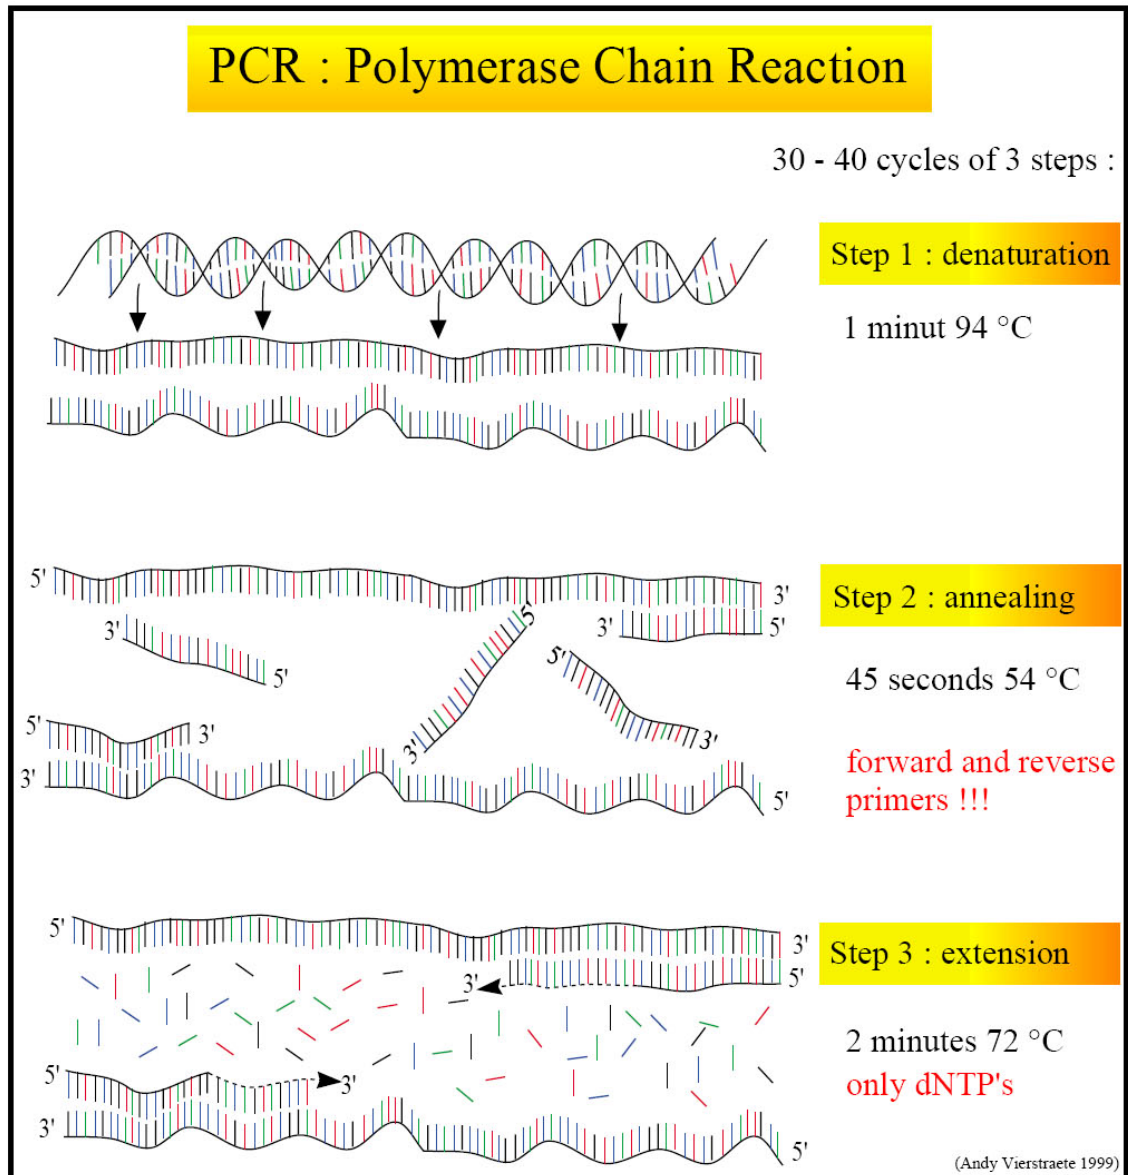 PCR : Polymerase Chain Reaction
30 - 40 cycles of 3 steps :
Step 1 : denaturation
1 minut 94 °C
5'
3'
Step 2 : annealing
3'
5'
3'
5'
5'
3'
5'
3'
45 seconds 54 °C
5'
3'
3'
5'
forward and reverse
primers !!!
5'
3'
Step 3 : extension
3'
5'
2 minutes 72 °C
5'
3'
only dNTP's
3'
5'
(Andy Vierstraete 1999)